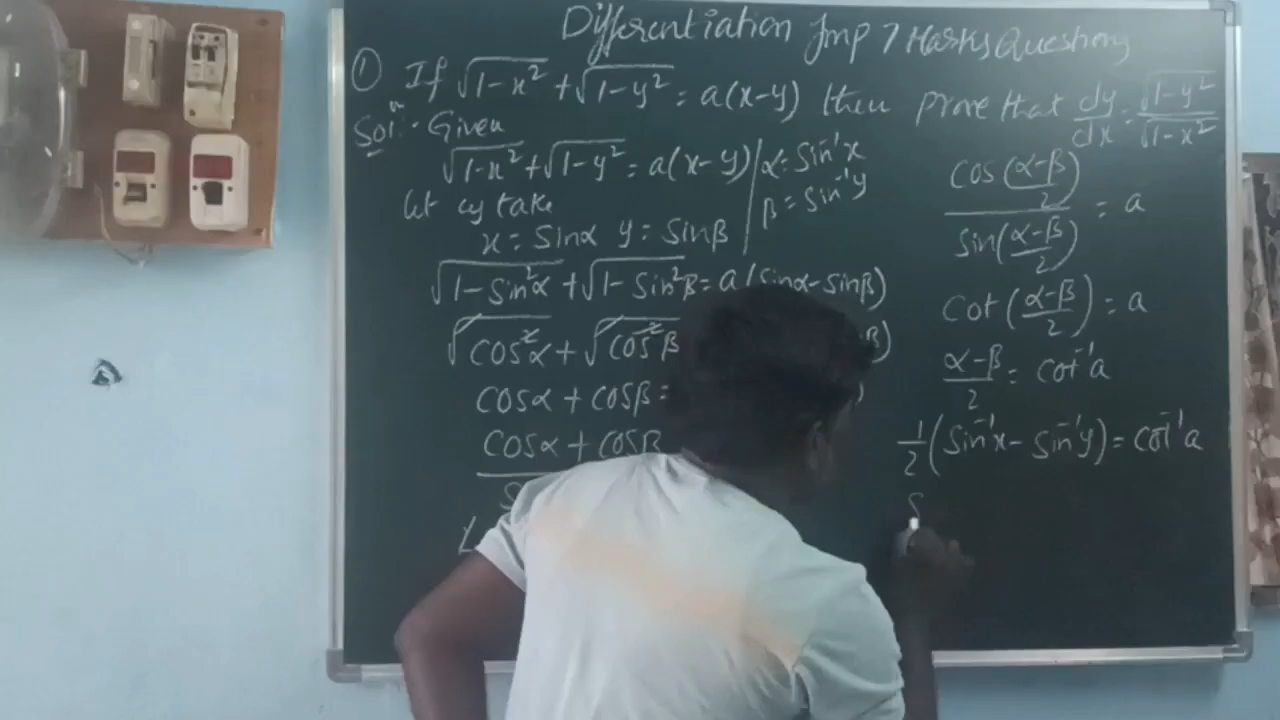 Differentiation Imp 7 Marks Questions
① If √1-x² + √1-y² = a(x-y) then prove that dy/dx = √1-y²/√1-x²
Sol:- Given
√1-x² + √1-y² = a(x-y) | α = Sin⁻¹x
β = Sin⁻¹y
let us take
x = Sinα y = Sinβ
√1-Sin²α + √1-Sin²β = a(Sinα-Sinβ)
√Cos²α + √Cos²β
Cosα + Cosβ =
Cosα + Cosβ
Cos(α-β/2)/Sin(α-β/2) = a
Cot(α-β/2) = a
α-β/2 = Cot⁻¹a
1/2(Sin⁻¹x - Sin⁻¹y) = Cot⁻¹a